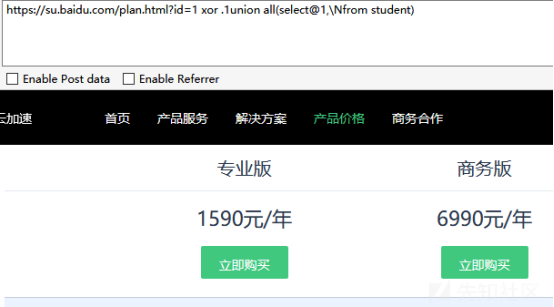 https://su.baidu.com/plan.html?id=1 xor .1union all(select@1,\Nfrom student)
Enable Post data Enable Referrer
云加速 首页 产品服务 解决方案 产品价格 商务合作
专业版 商务版
1590元/年 6990元/年
立即购买 立即购买
先知社区